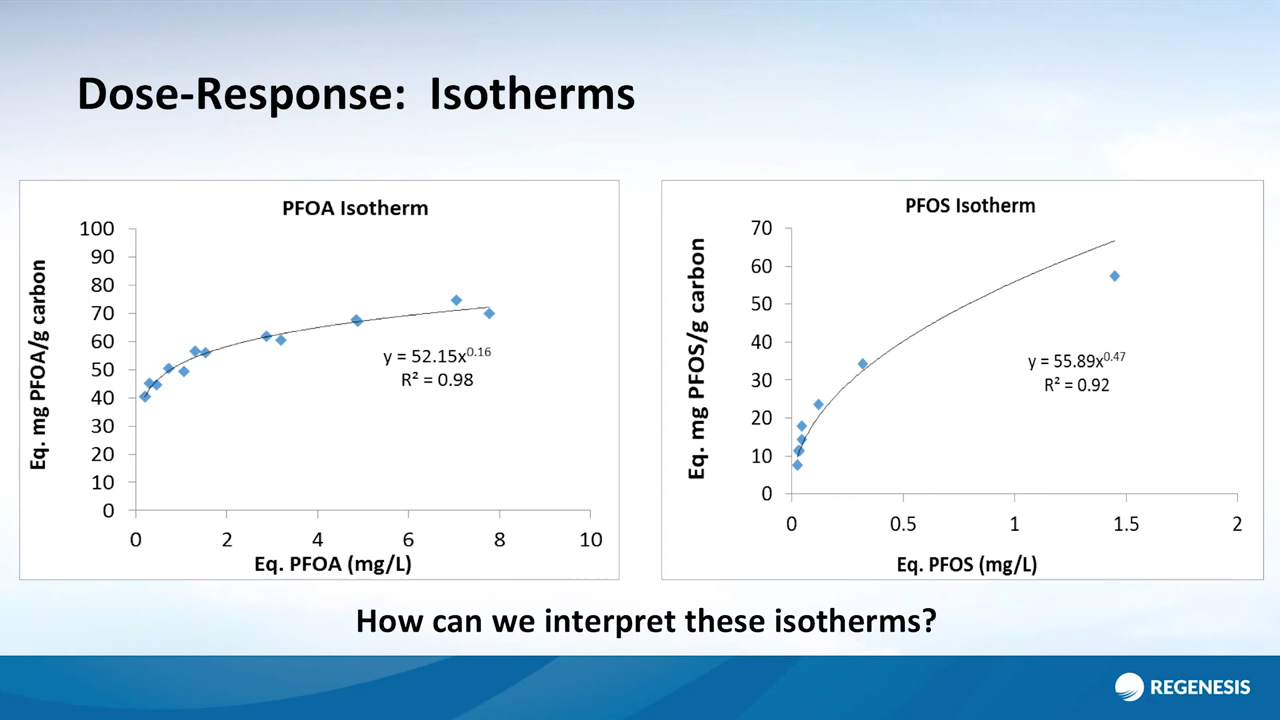 Dose-Response: Isotherms
PFOA Isotherm
Eq. mg PFOA/g carbon
100
90
80
70
60
50
40
30
20
10
0
y = 52.15x^0.16
R² = 0.98
0 2 4 6 8 10
Eq. PFOA (mg/L)
PFOS Isotherm
Eq. mg PFOS/g carbon
70
60
50
40
30
20
10
0
y = 55.89x^0.47
R² = 0.92
0 0.5 1 1.5 2
Eq. PFOS (mg/L)
How can we interpret these isotherms?
REGENESIS